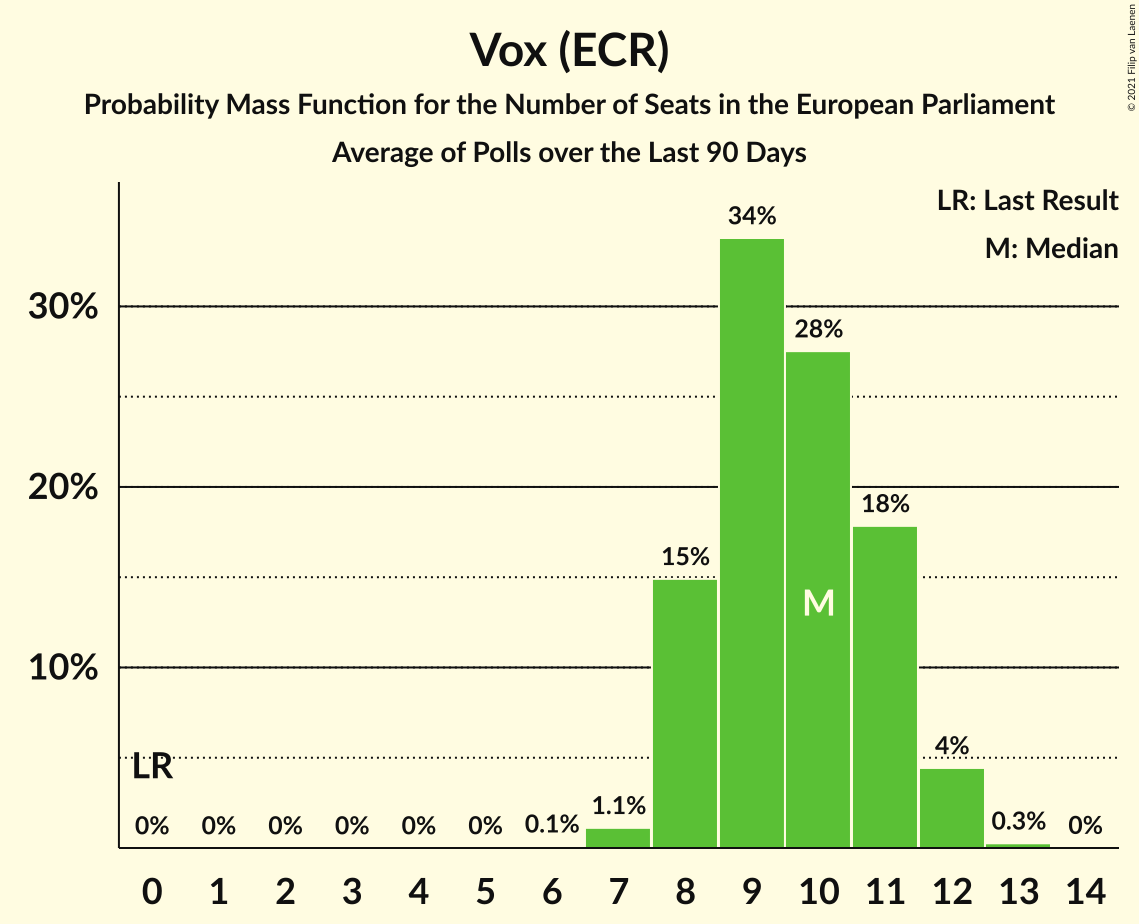 Vox (ECR)
Probability Mass Function for the Number of Seats in the European Parliament
Average of Polls over the Last 90 Days
© 2021 Filip van Laenen
LR: Last Result
M: Median
34%
30%
28%
20%
18%
15%
M
10%
LR
4%
0% 0% 0% 0% 0% 0% 0.1% 1.1% 0.3% 0%
0 1 2 3 4 5 6 7 8 9 10 11 12 13 14